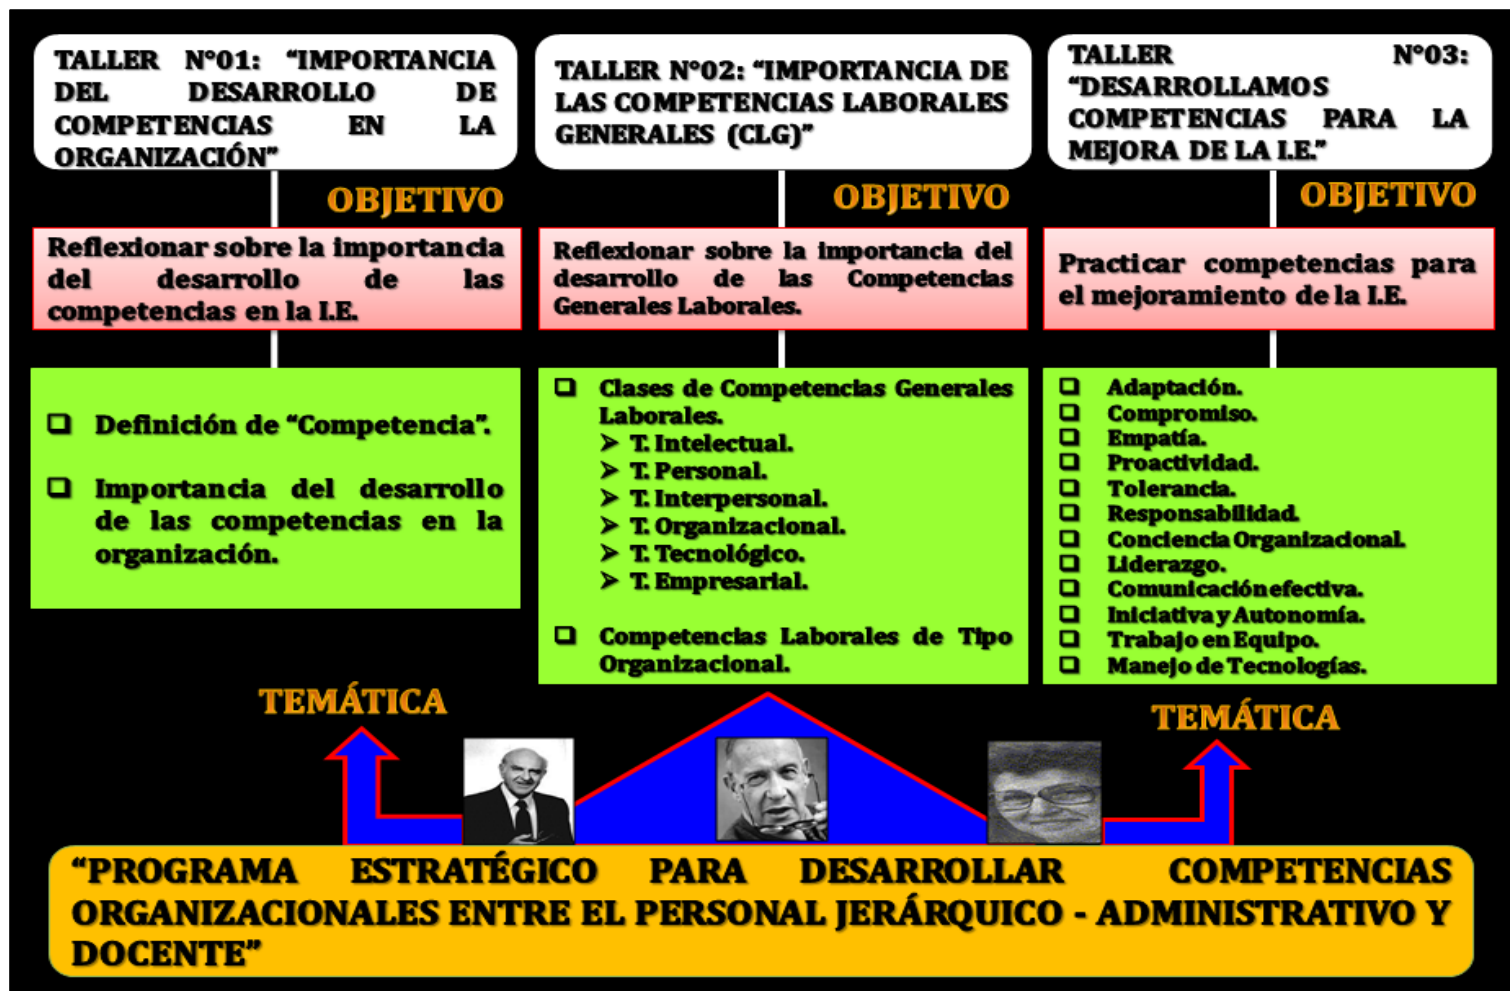 TALLER N°01: “IMPORTANCIA
DEL DESARROLLO DE
COMPETENCIAS EN LA
ORGANIZACIÓN”
OBJETIVO
Reflexionar sobre la importancia
del desarrollo de las
competencias en la I.E.
❑ Definición de “Competencia”.
❑ Importancia del desarrollo
de las competencias en la
organización.
TEMÁTICA
TALLER N°02: “IMPORTANCIA DE
LAS COMPETENCIAS LABORALES
GENERALES (CLG)”
OBJETIVO
Reflexionar sobre la importancia del
desarrollo de las Competencias
Generales Laborales.
❑ Clases de Competencias Generales
Laborales.
➢ T. Intelectual.
➢ T. Personal.
➢ T. Interpersonal.
➢ T. Organizacional.
➢ T. Tecnológico.
➢ T. Empresarial.
❑ Competencias Laborales de Tipo
Organizacional.
TALLER N°03:
“DESARROLLAMOS
COMPETENCIAS PARA LA
MEJORA DE LA I.E.”
OBJETIVO
Practicar competencias para
el mejoramiento de la I.E.
❑ Adaptación.
❑ Compromiso.
❑ Empatía.
❑ Proactividad.
❑ Tolerancia.
❑ Responsabilidad.
❑ Conciencia Organizacional.
❑ Liderazgo.
❑ Comunicación efectiva.
❑ Iniciativa y Autonomía.
❑ Trabajo en Equipo.
❑ Manejo de Tecnologías.
TEMÁTICA
“PROGRAMA ESTRATÉGICO PARA DESARROLLAR COMPETENCIAS
ORGANIZACIONALES ENTRE EL PERSONAL JERÁRQUICO - ADMINISTRATIVO Y
DOCENTE”